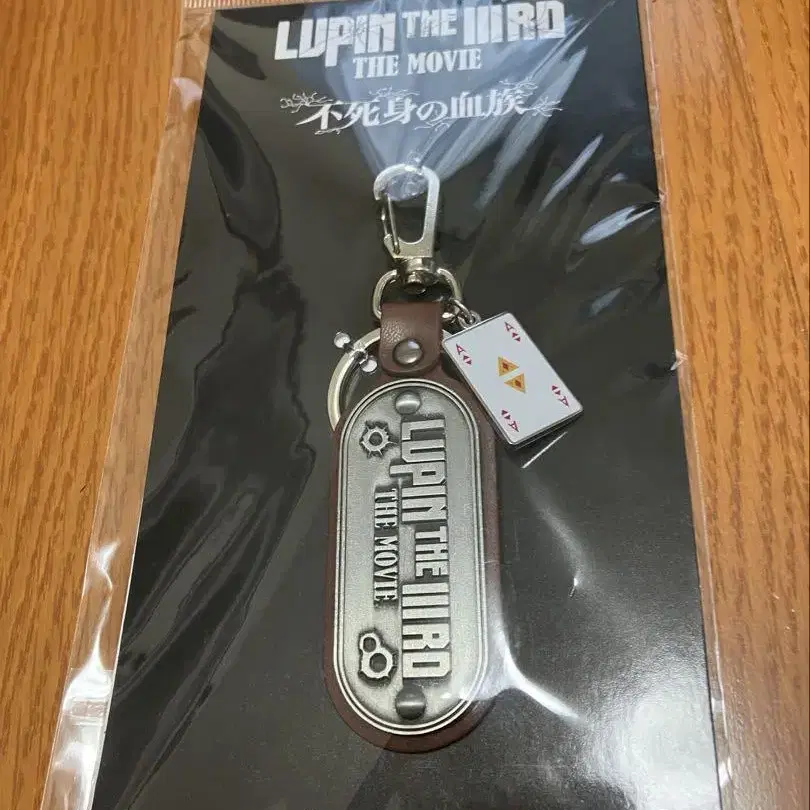 LUPIN THE IIIRD
THE MOVIE
不死身の血族
A
A
A
A
LUPIN THE IIIRD
THE MOVIE